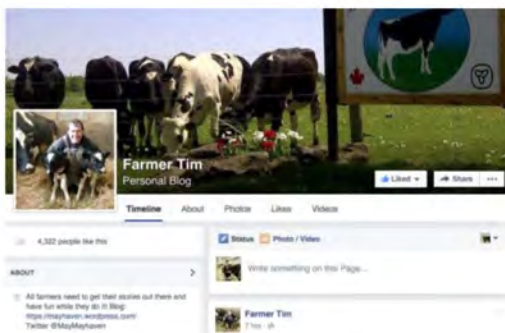 Farmer Tim
Personal Blog
Liked
Share
Timeline About Photos Likes Videos
4,322 people like this
ABOUT
All farmers need to get their stories out there and
have fun while they do it! Blog:
https://mayhaven.wordpress.com/
Twitter @MayMayhaven
Status Photo / Video
Write something on this Page...
Farmer Tim
7 hrs